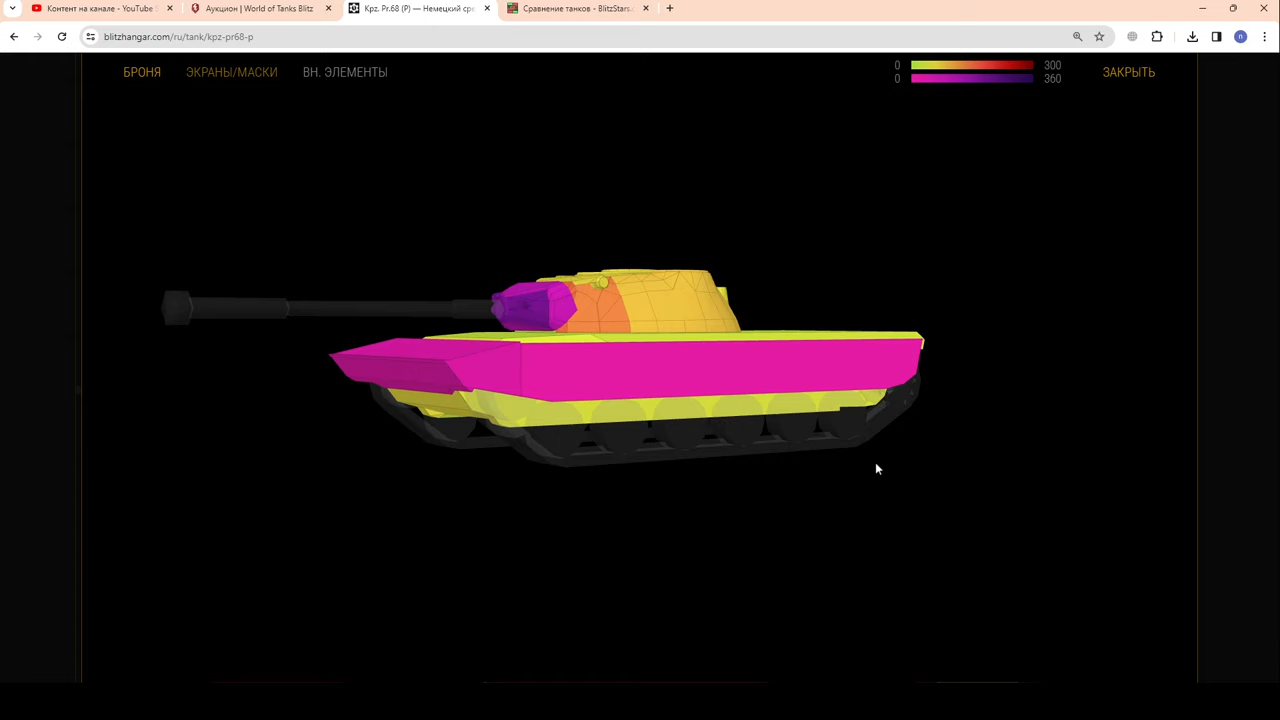 Контент на канале - YouTube S
Аукцион | World of Tanks Blitz
Kpz. Pr.68 (P) — Немецкий сре
Сравнение танков - BlitzStars.c
blitzhangar.com/ru/tank/kpz-pr68-p
n
БРОНЯ
ЭКРАНЫ/МАСКИ
ВН. ЭЛЕМЕНТЫ
0 300
0 360
ЗАКРЫТЬ